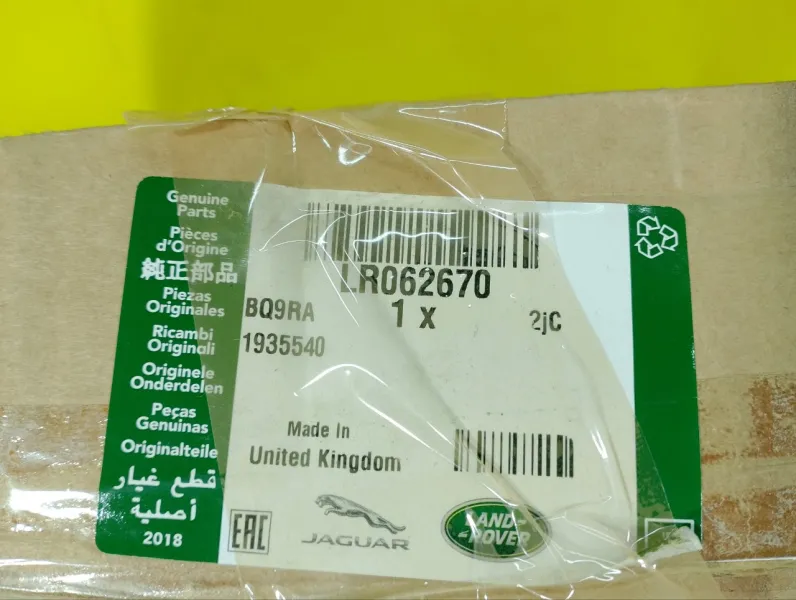 Genuine
Parts
Pièces
d'Origine
純正部品
Piezas
Originales
Ricambi
Originali
Originele
Onderdelen
Peças
Genuinas
Originalteile
قطع غيار
أصلية
2018
LR062670
BQ9RA
1 x
2jC
1935540
Made In
United Kingdom
EAC
JAGUAR
LAND-
-ROVER